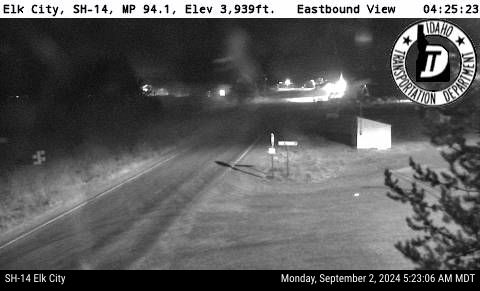 Elk City, SH-14, MP 94.1, Elev 3,939ft. Eastbound View 04:25:23
IDAHO
TRANSPORTATION DEPARTMENT
SH-14 Elk City Monday, September 2, 2024 5:23:06 AM MDT